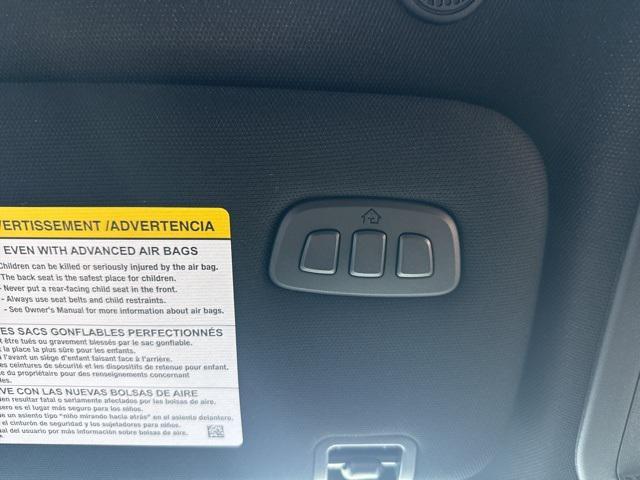 VERTISSEMENT /ADVERTENCIA
EVEN WITH ADVANCED AIR BAGS
Children can be killed or seriously injured by the air bag.
The back seat is the safest place for children.
- Never put a rear-facing child seat in the front.
- Always use seat belts and child restraints.
- See Owner's Manual for more information about air bags.
ES SACS GONFLABLES PERFECTIONNÉS
t être tués ou gravement blessés par le sac gonflable.
t la place la plus sûre pour les enfants.
à l'avant un siège d'enfant faisant face à l'arrière.
es ceintures de sécurité et les dispositifs de retenue pour enfant.
du propriétaire pour des renseignements concernant
les.
VE CON LAS NUEVAS BOLSAS DE AIRE
en resultar fatal o seriamente afectados por las bolsas de aire.
ero es el lugar más seguro para los niños.
e un asiento tipo "niño mirando hacia atrás" en el asiento delantero.
el cinturón de seguridad y los sujetadores para niños.
al del usuario por más información sobre bolsas de aire.